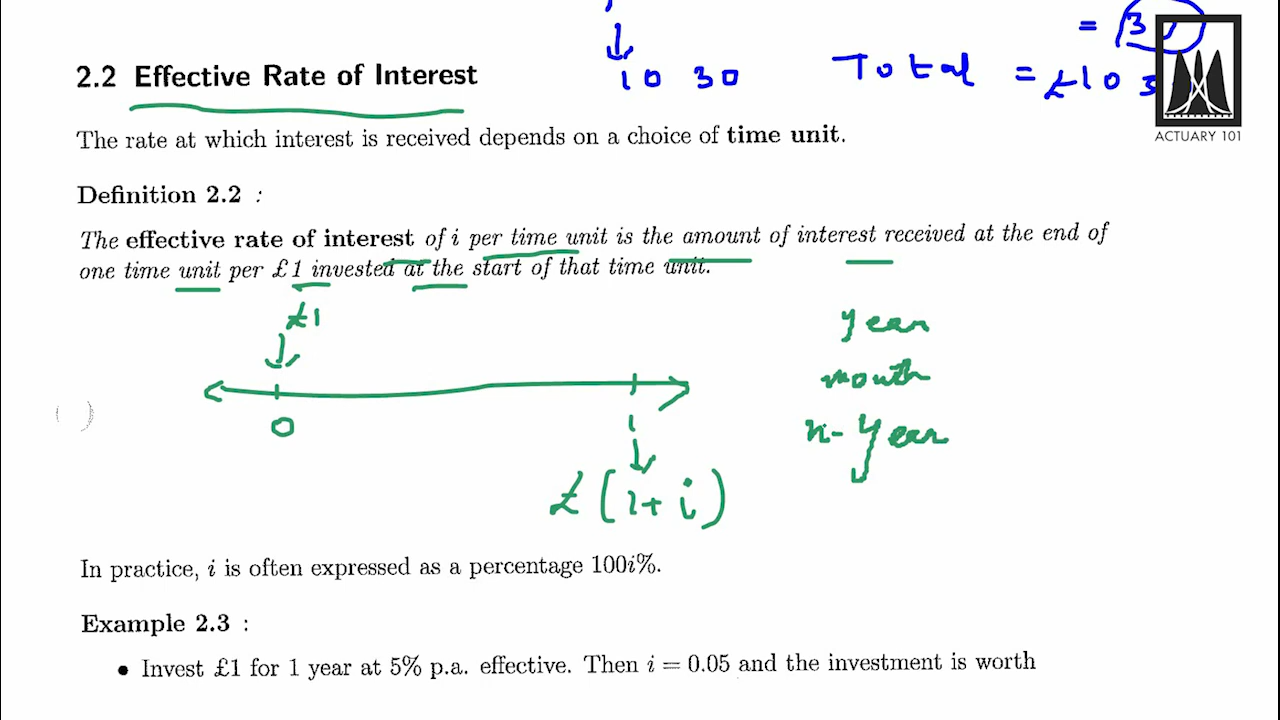 = 3
10 30 Total = £10 3
2.2 Effective Rate of Interest
ACTUARY 101
The rate at which interest is received depends on a choice of time unit.
Definition 2.2 :
The effective rate of interest of i per time unit is the amount of interest received at the end of
one time unit per £1 invested at the start of that time unit.
£1
year
month
0 1 n-year
£(1+i)
In practice, i is often expressed as a percentage 100i%.
Example 2.3 :
• Invest £1 for 1 year at 5% p.a. effective. Then i = 0.05 and the investment is worth